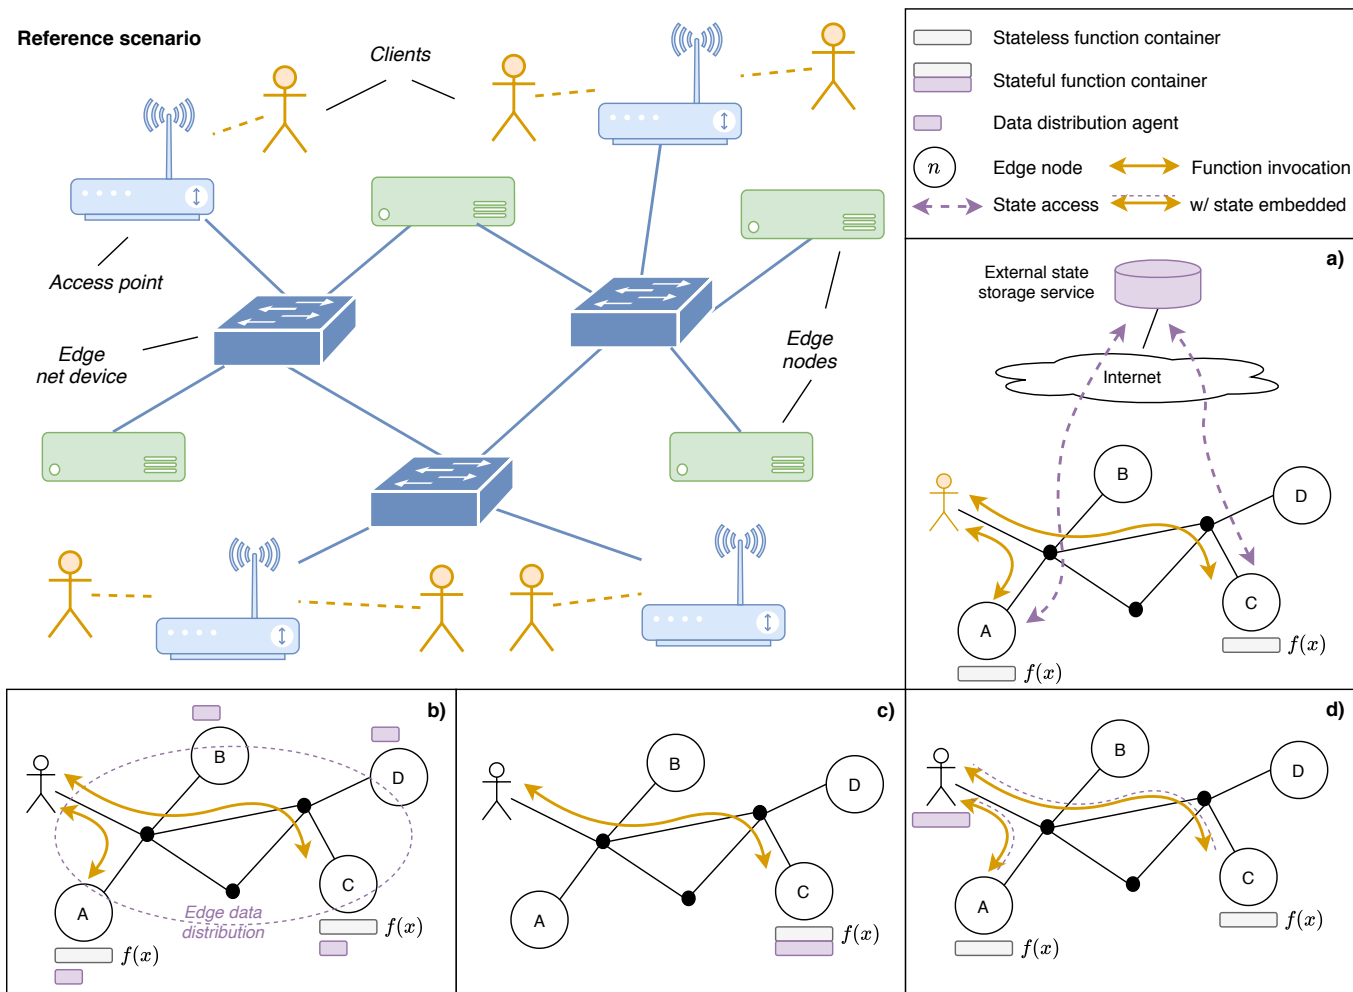 Reference scenario
Clients
Access point
Edge
net device
Edge
nodes
Stateless function container
Stateful function container
Data distribution agent
n
Edge node
Function invocation
State access
w/ state embedded
a)
External state
storage service
Internet
B
D
C
A
f(x)
f(x)
b)
B
D
C
A
Edge data
distribution
f(x)
f(x)
c)
B
D
C
A
f(x)
d)
B
D
C
A
f(x)
f(x)